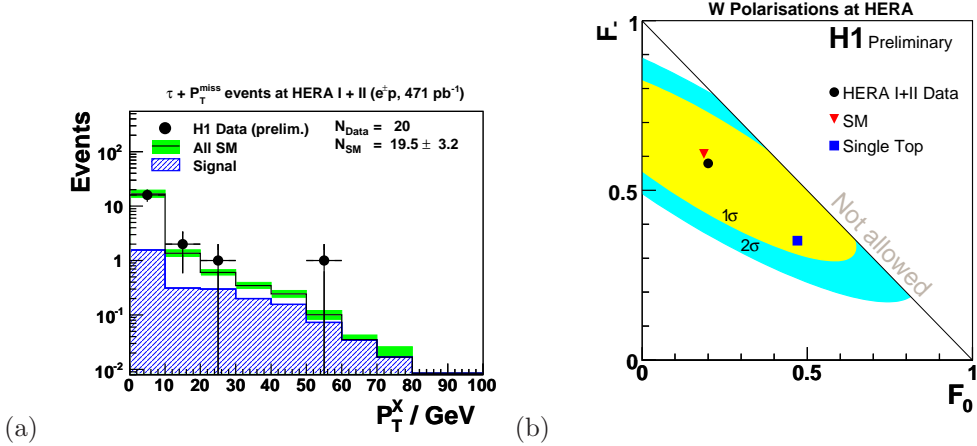 τ + P_T^miss events at HERA I + II (e±p, 471 pb⁻¹)
Events
10²
10
1
10⁻¹
10⁻²
H1 Data (prelim.)
All SM
Signal
N_Data = 20
N_SM = 19.5 ± 3.2
0 10 20 30 40 50 60 70 80 90 100
P_T^X / GeV
(a)
W Polarisations at HERA
F_-
1
0.5
0
H1 Preliminary
HERA I+II Data
SM
Single Top
1σ
2σ
Not allowed
0 0.5 1
F₀
(b)